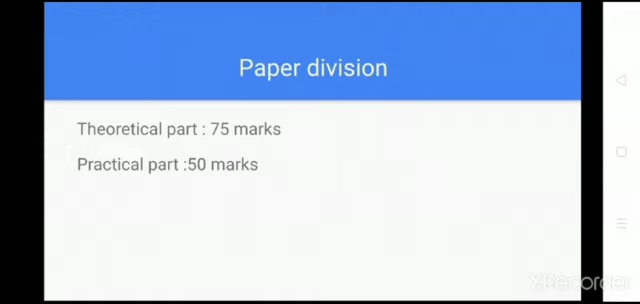 Paper division
Theoretical part : 75 marks
Practical part :50 marks
XRecorder